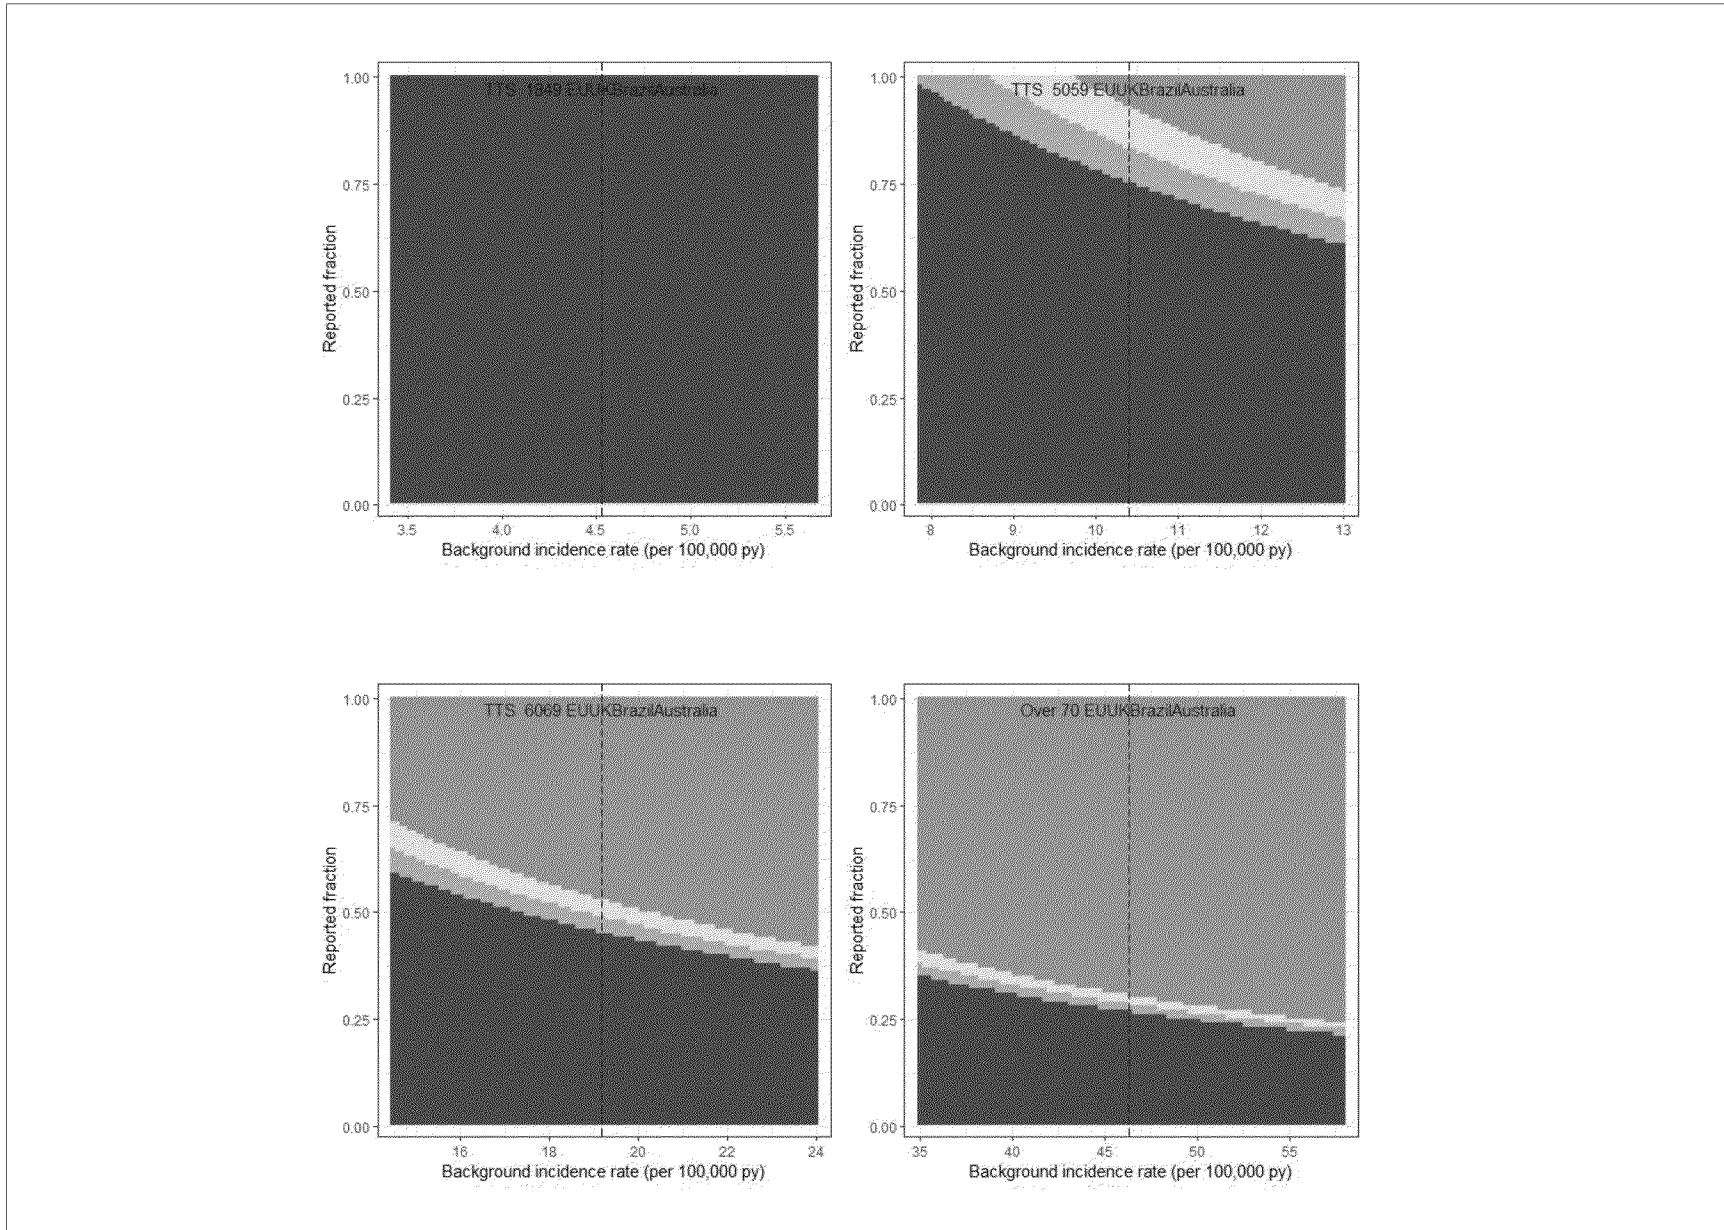 TTS 1849 EUUKBrazilAustralia
1.00
0.75
0.50
0.25
0.00
Reported fraction
3.5 4.0 4.5 5.0 5.5
Background incidence rate (per 100,000 py)
TTS 5059 EUUKBrazilAustralia
1.00
0.75
0.50
0.25
0.00
Reported fraction
8 9 10 11 12 13
Background incidence rate (per 100,000 py)
TTS 6069 EUUKBrazilAustralia
1.00
0.75
0.50
0.25
0.00
Reported fraction
16 18 20 22 24
Background incidence rate (per 100,000 py)
Over 70 EUUKBrazilAustralia
1.00
0.75
0.50
0.25
0.00
Reported fraction
35 40 45 50 55
Background incidence rate (per 100,000 py)